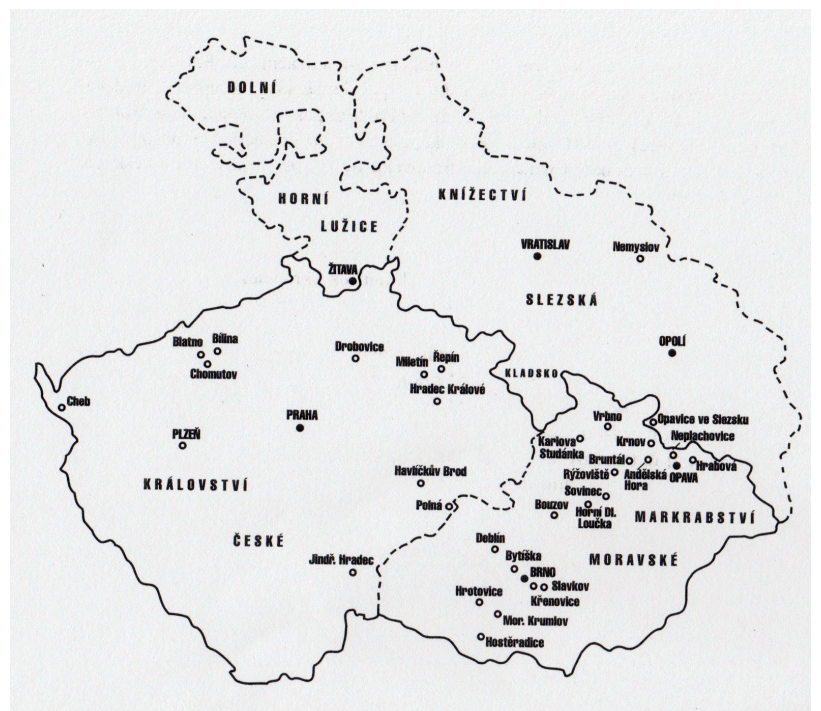 DOLNÍ
HORNÍ
LUŽICE
KNÍŽECTVÍ
VRATISLAV
Nemyslov
ŽITAVA
SLEZSKÁ
OPOLÍ
Blatno
Bílina
Chomutov
Drobovice
Miletín
Řepín
KLADSKO
Hradec Králové
Cheb
PRAHA
PLZEŇ
Vrbno
Opavice ve Slezsku
Karlova
Studánka
Krnov
Neplachovice
Bruntál
Hrabová
Rýžoviště
Andělská
Hora
OPAVA
Havlíčkův Brod
KRÁLOVSTVÍ
Sovinec
Polná
Bouzov
Horní Dl.
Loučka
MARKRABSTVÍ
ČESKÉ
Deblín
MORAVSKÉ
Jindř. Hradec
Bytíška
BRNO
Slavkov
Hrotovice
Křenovice
Mor. Krumlov
Hostěradice